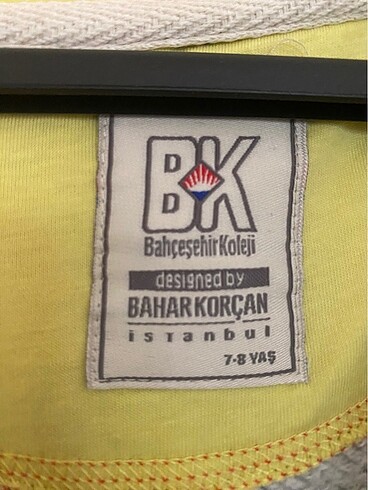 BK
Bahçeşehir Koleji
designed by
BAHAR KORÇAN
istanbul
7-8 YAŞ